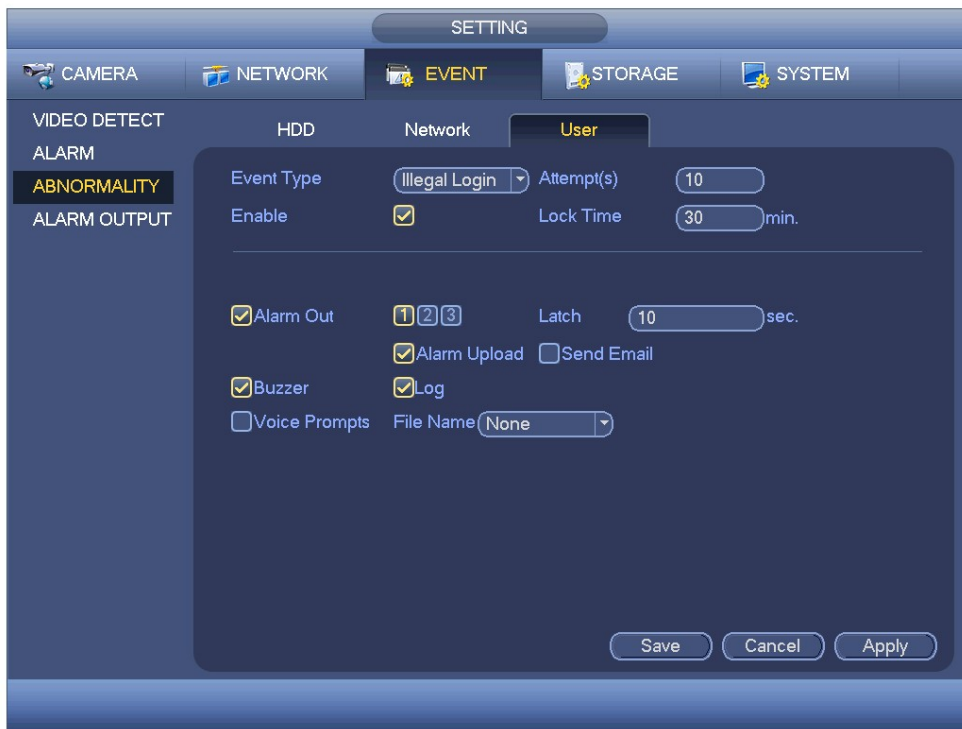 SETTING
CAMERA NETWORK EVENT STORAGE SYSTEM
VIDEO DETECT
ALARM
ABNORMALITY
ALARM OUTPUT
HDD Network User
Event Type Illegal Login Attempt(s) 10
Enable Lock Time 30 min.
Alarm Out 1 2 3 Latch 10 sec.
Alarm Upload Send Email
Buzzer Log
Voice Prompts File Name None
Save Cancel Apply